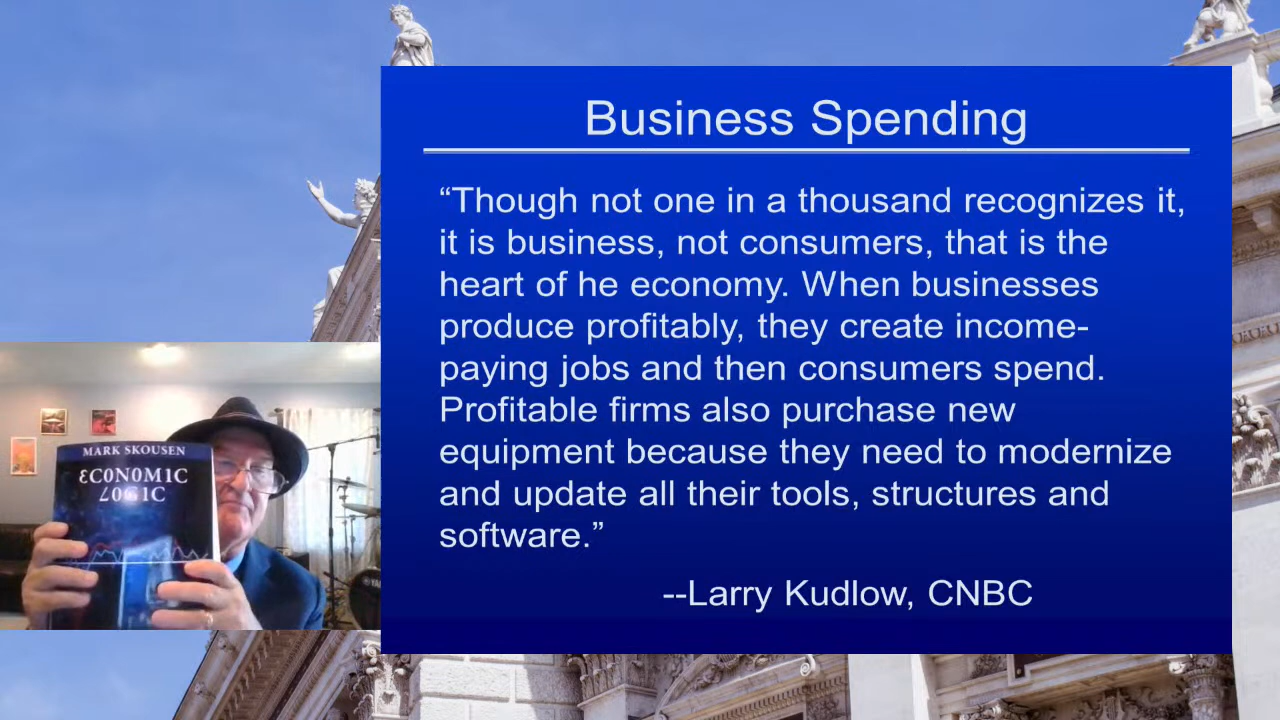 Business Spending
“Though not one in a thousand recognizes it,
it is business, not consumers, that is the
heart of he economy. When businesses
produce profitably, they create income-
paying jobs and then consumers spend.
Profitable firms also purchase new
equipment because they need to modernize
and update all their tools, structures and
software.”
--Larry Kudlow, CNBC
MARK SKOUSEN
ƐC0N0M1C
∠0G1C